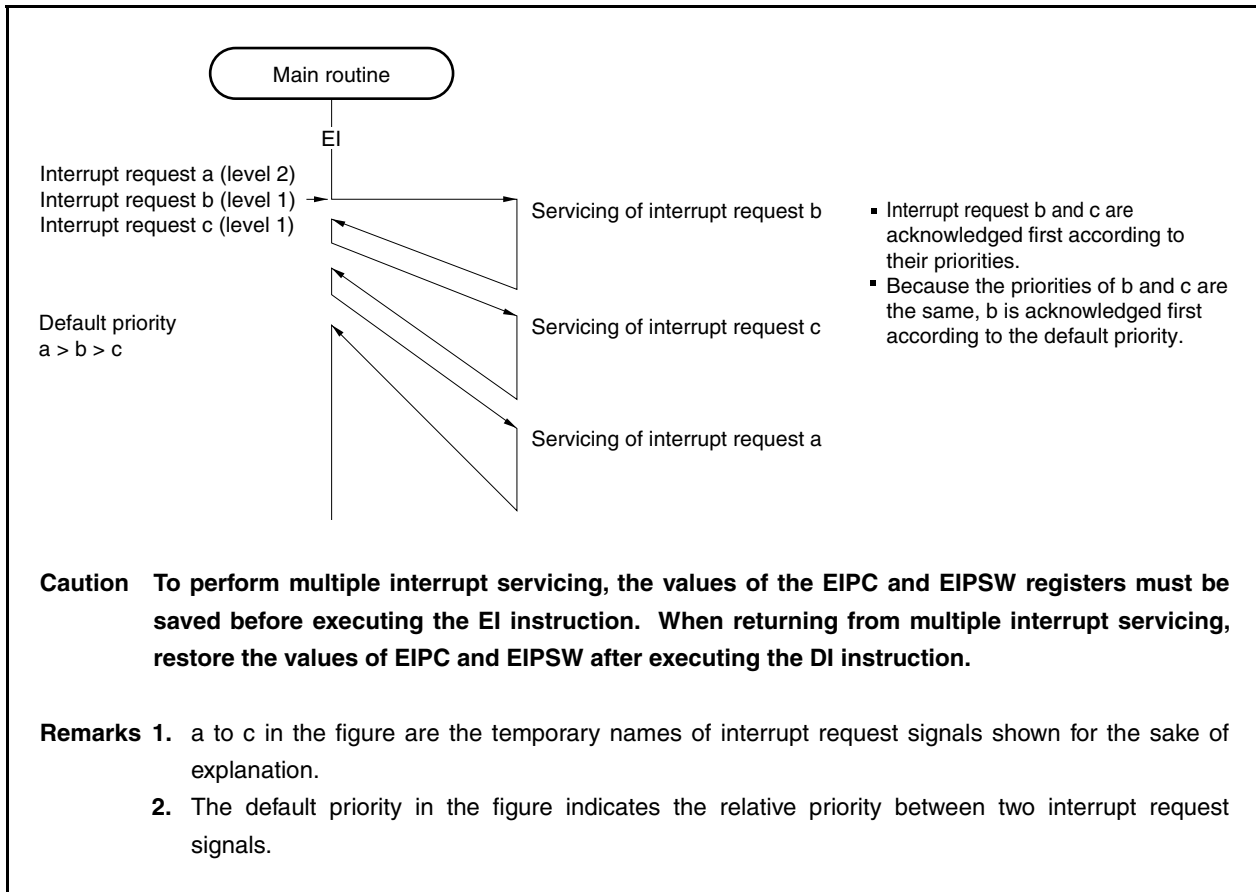 Main routine
EI
Interrupt request a (level 2)
Interrupt request b (level 1)
Interrupt request c (level 1)
Default priority
a > b > c
Servicing of interrupt request b
Servicing of interrupt request c
Servicing of interrupt request a
▪ Interrupt request b and c are
acknowledged first according to
their priorities.
▪ Because the priorities of b and c are
the same, b is acknowledged first
according to the default priority.
Caution To perform multiple interrupt servicing, the values of the EIPC and EIPSW registers must be
saved before executing the EI instruction. When returning from multiple interrupt servicing,
restore the values of EIPC and EIPSW after executing the DI instruction.
Remarks 1. a to c in the figure are the temporary names of interrupt request signals shown for the sake of
explanation.
2. The default priority in the figure indicates the relative priority between two interrupt request
signals.